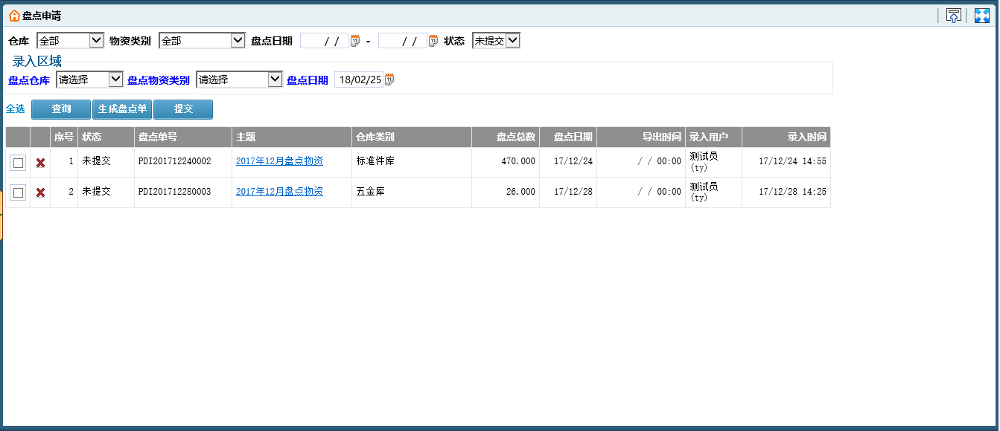 盘点申请
仓库 全部 物资类别 全部 盘点日期 / / 11 - / / 11 状态 未提交
录入区域
盘点仓库 请选择 盘点物资类别 请选择 盘点日期 18/02/25 11
全选 查询 生成盘点单 提交
序号 状态 盘点单号 主题 仓库类别 盘点总数 盘点日期 导出时间 录入用户 录入时间
1 未提交 PDI201712240002 2017年12月盘点物资 标准件库 470.000 17/12/24 / / 00:00 测试员 17/12/24 14:55
(ty)
2 未提交 PDI201712280003 2017年12月盘点物资 五金库 26.000 17/12/28 / / 00:00 测试员 17/12/28 14:25
(ty)